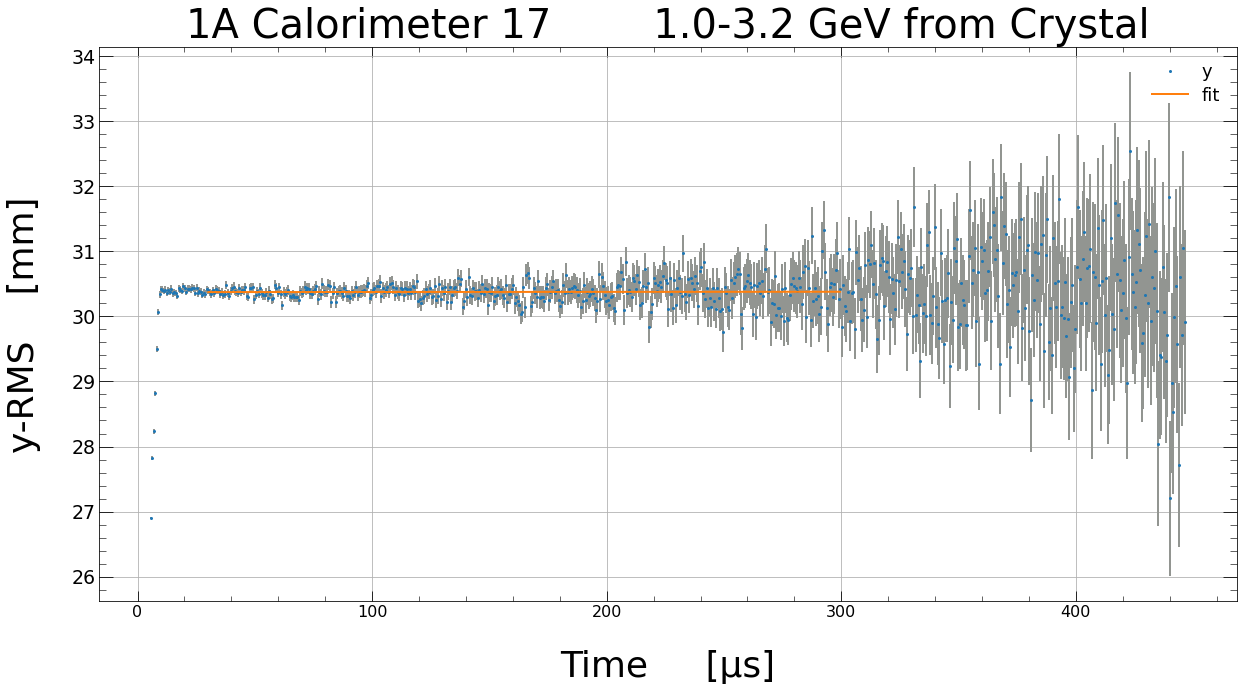 1A Calorimeter 17 1.0-3.2 GeV from Crystal
y
fit
y-RMS [mm]
34
33
32
31
30
29
28
27
26
0 100 200 300 400
Time [μs]